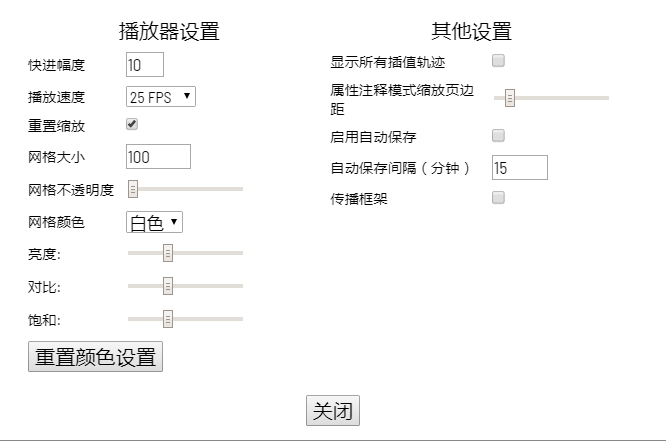 播放器设置
快进幅度 10
播放速度 25 FPS
重置缩放
网格大小 100
网格不透明度
网格颜色 白色
亮度:
对比:
饱和:
重置颜色设置
其他设置
显示所有插值轨迹
属性注释模式缩放页边
距
启用自动保存
自动保存间隔（分钟） 15
传播框架
关闭